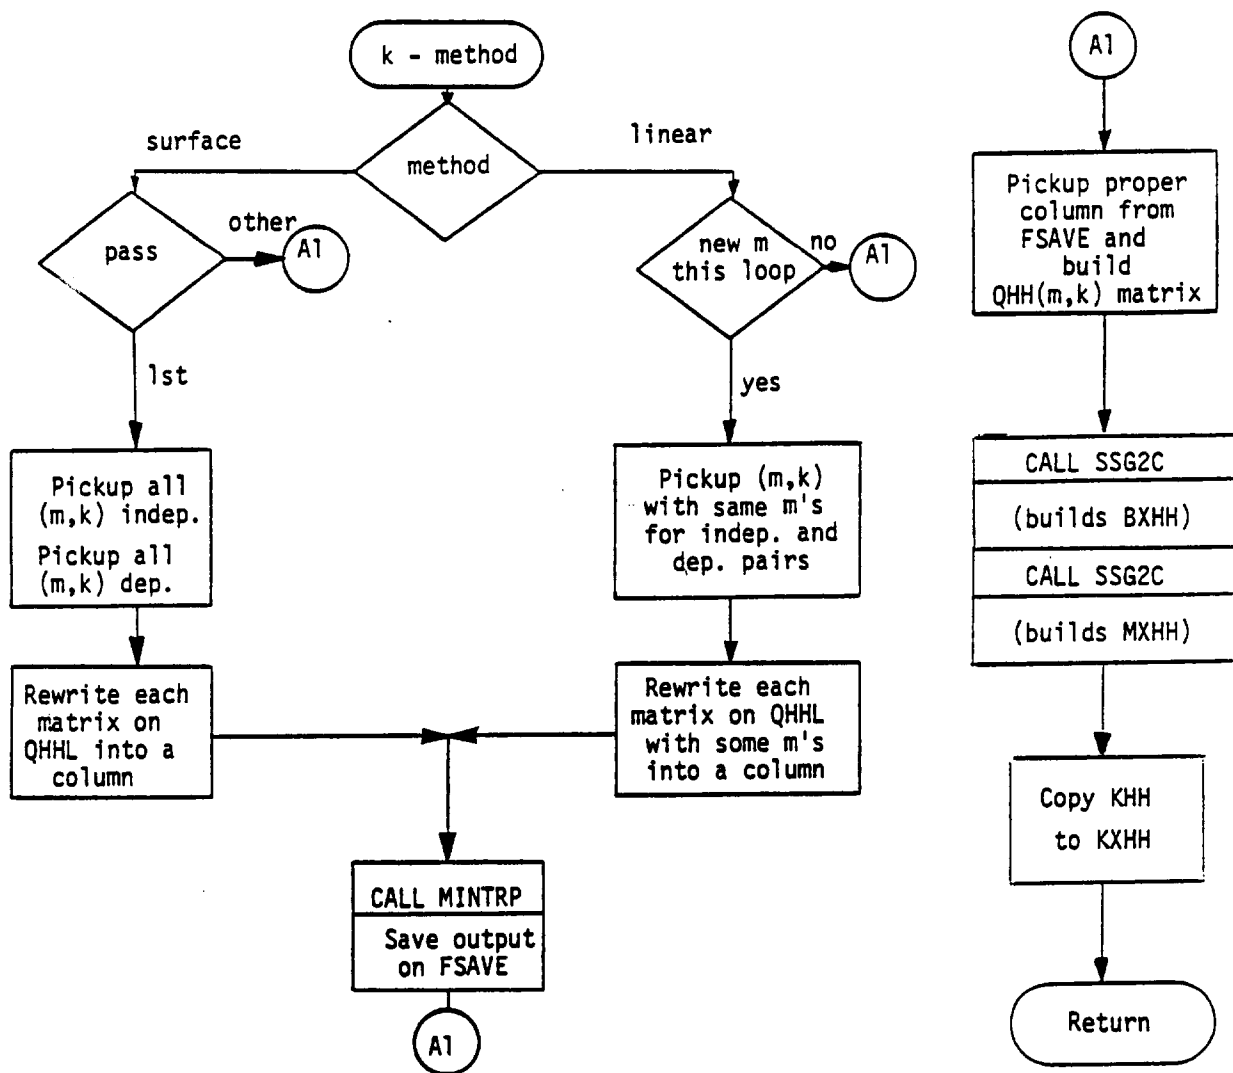 k - method
method
surface
linear
pass
other
A1
new m
this loop
no
A1
1st
yes
Pickup all
(m,k) indep.
Pickup all
(m,k) dep.
Pickup (m,k)
with same m's
for indep. and
dep. pairs
Rewrite each
matrix on
QHHL into a
column
Rewrite each
matrix on QHHL
with some m's
into a column
CALL MINTRP
Save output
on FSAVE
A1
A1
Pickup proper
column from
FSAVE and
build
QHH(m,k) matrix
CALL SSG2C
(builds BXHH)
CALL SSG2C
(builds MXHH)
Copy KHH
to KXHH
Return